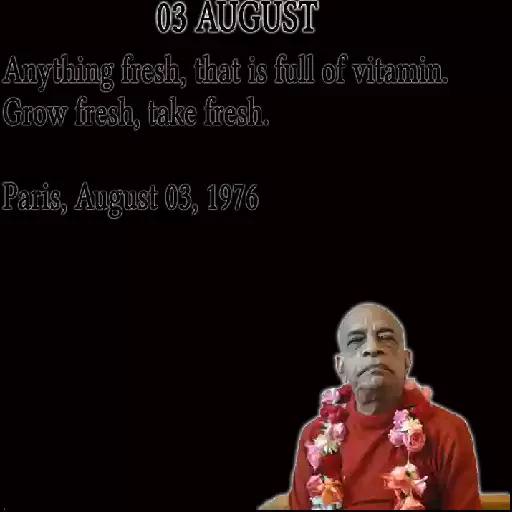 03 AUGUST
Anything fresh, that is full of vitamin.
Grow fresh, take fresh.
Paris, August 03, 1976